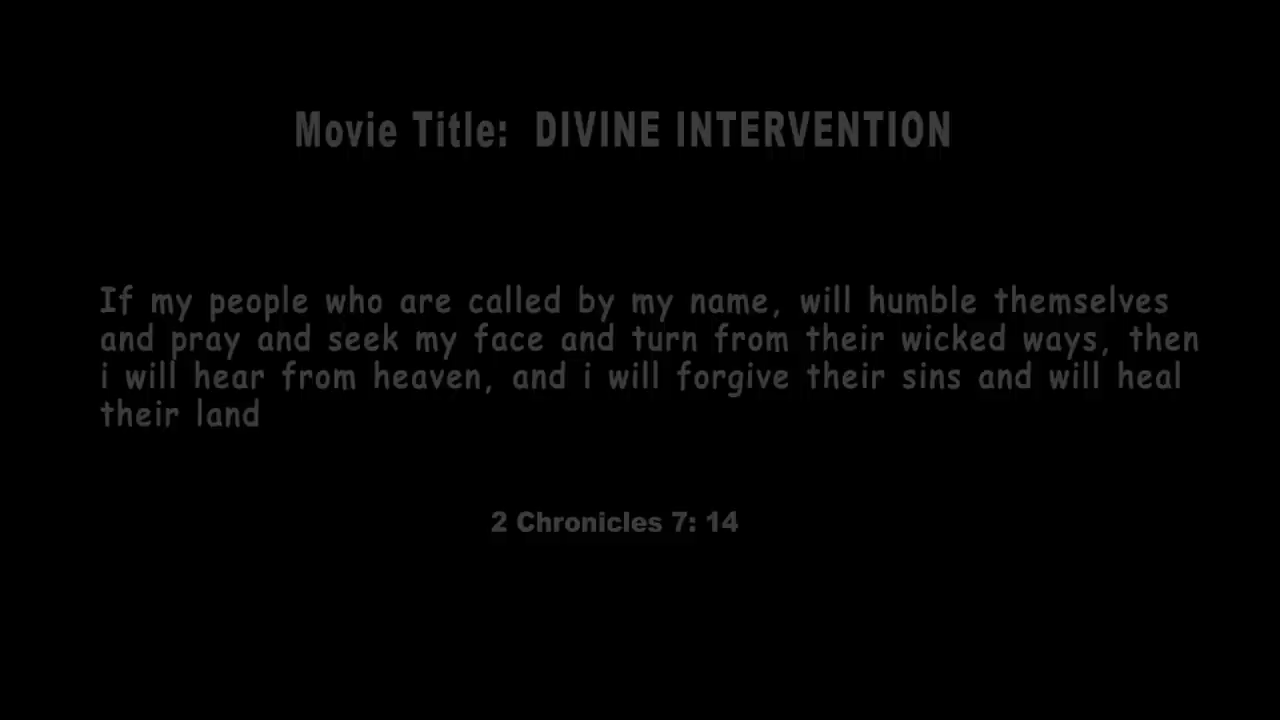 Movie Title: DIVINE INTERVENTION
If my people who are called by my name, will humble themselves
and pray and seek my face and turn from their wicked ways, then
i will hear from heaven, and i will forgive their sins and will heal
their land
2 Chronicles 7: 14